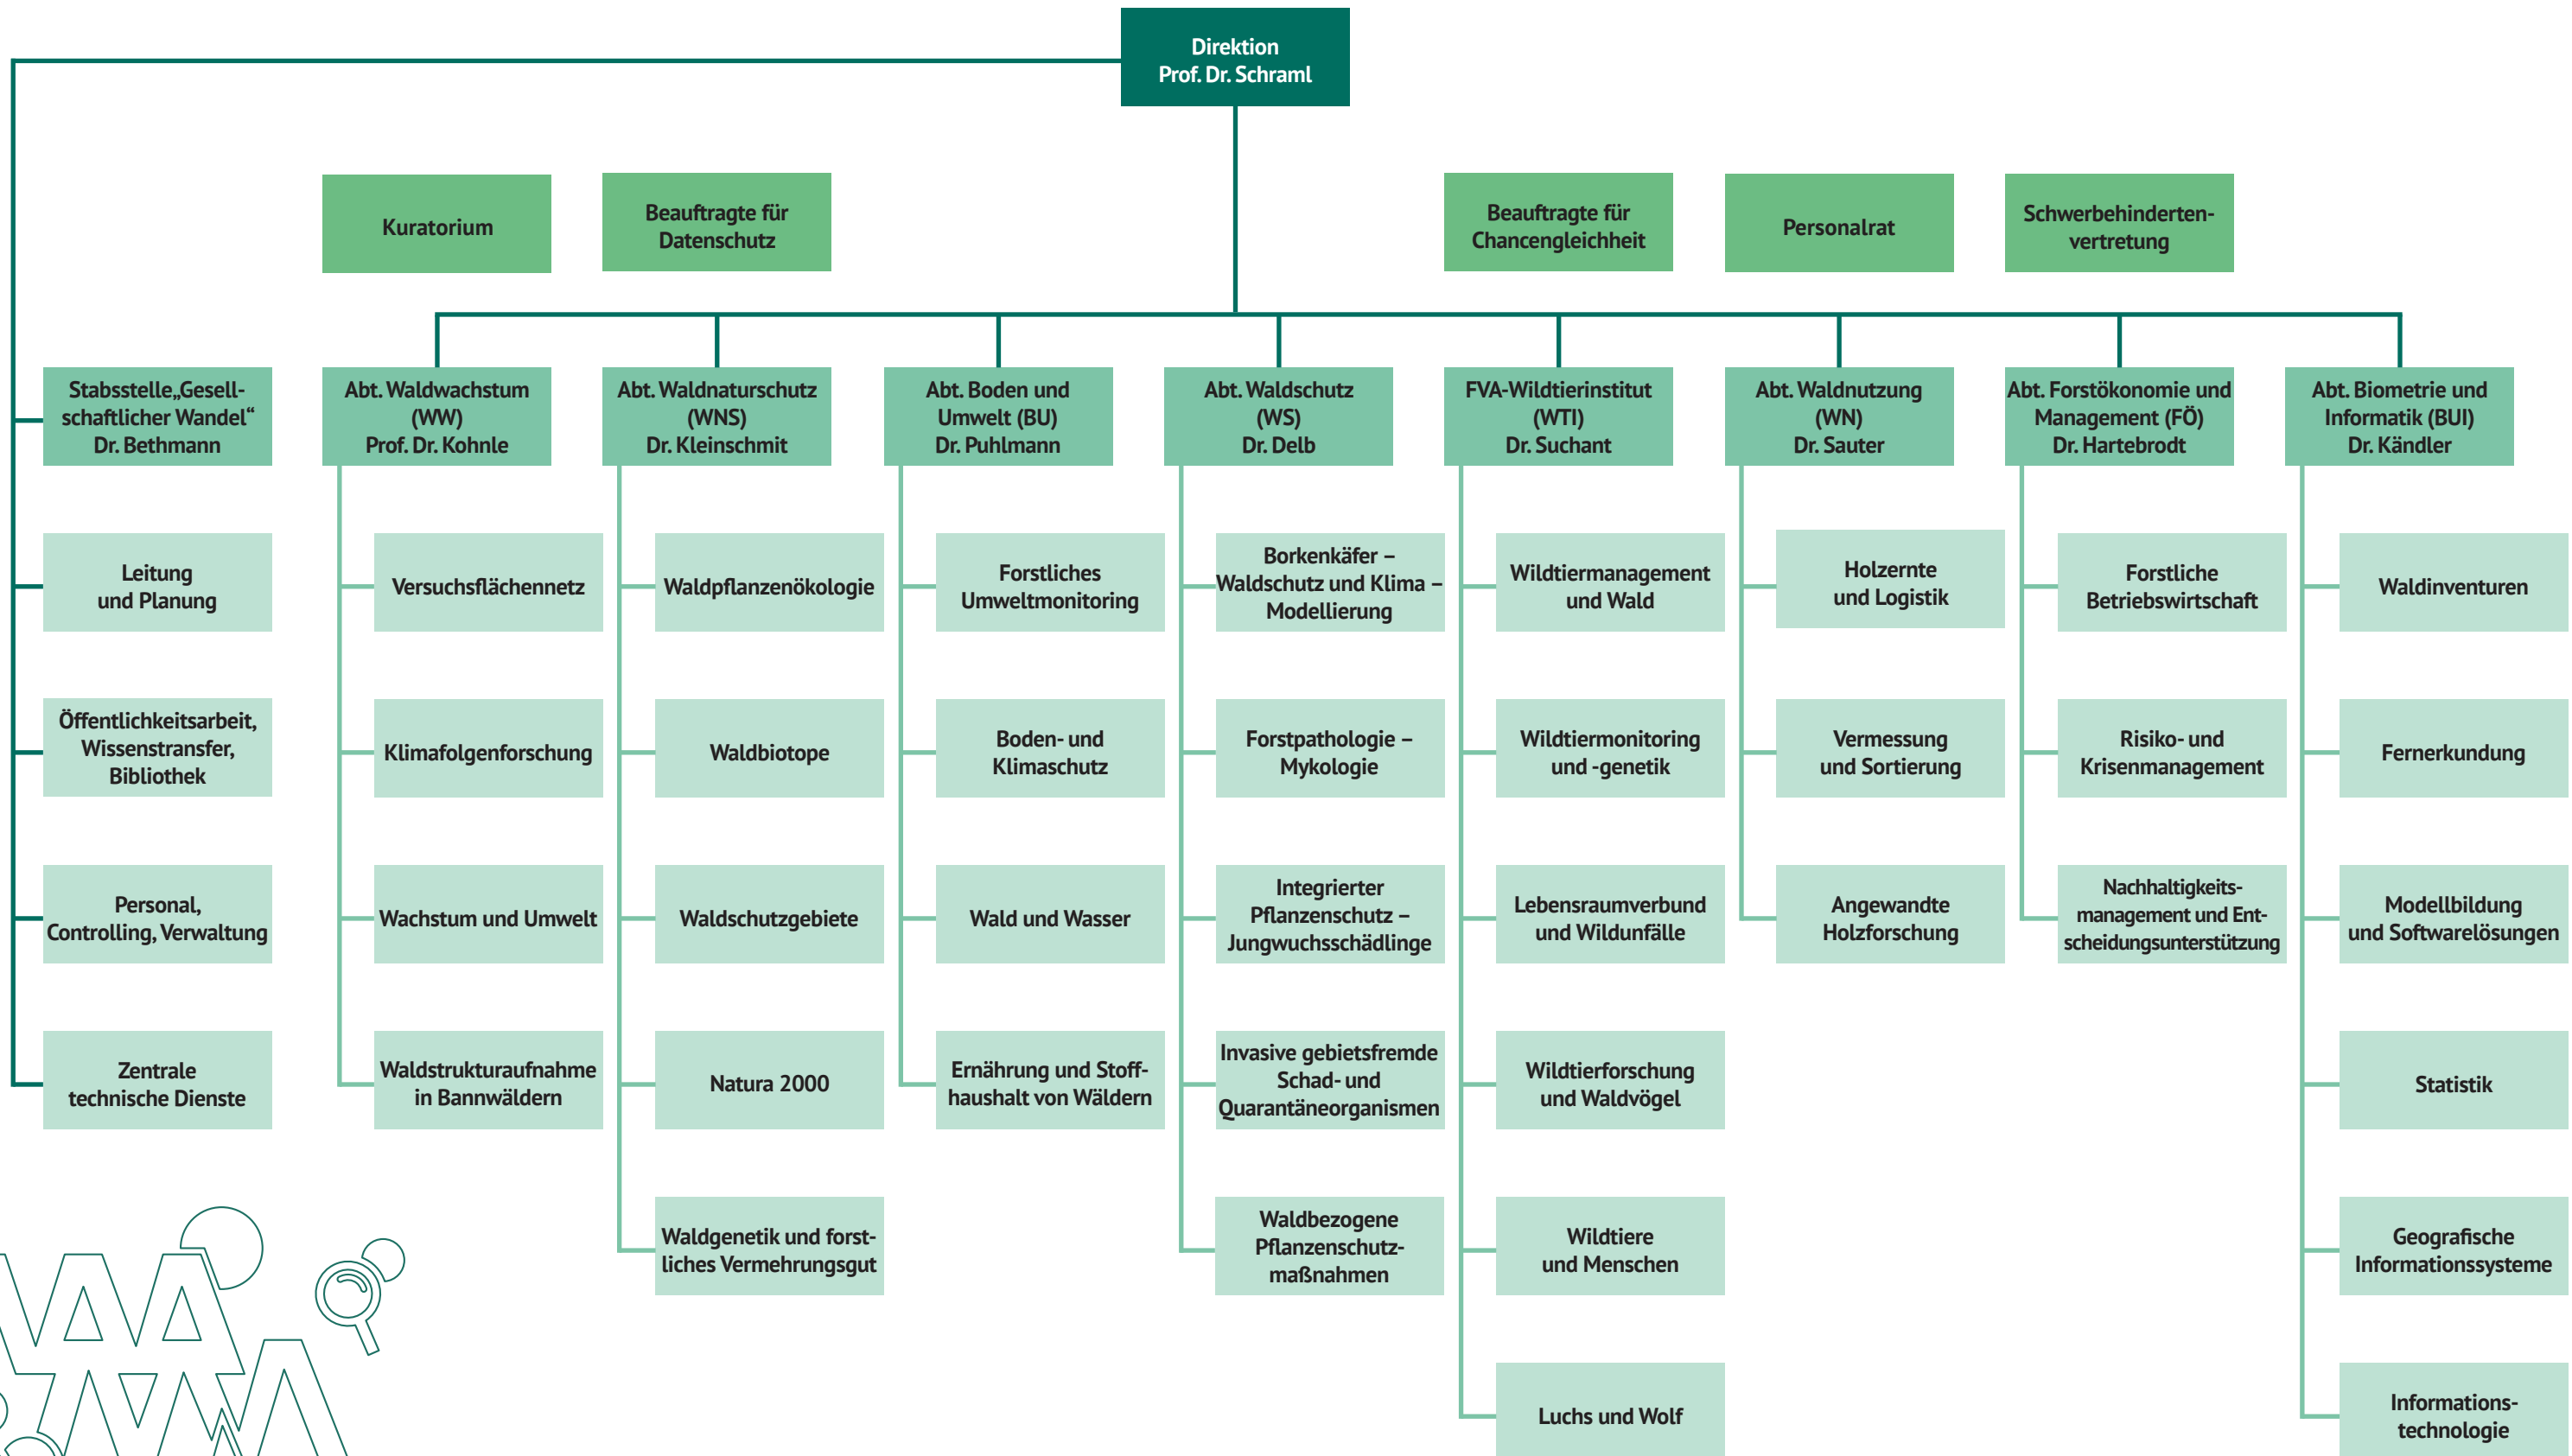 Direktion
Prof. Dr. Schraml
Kuratorium
Beauftragte für
Datenschutz
Beauftragte für
Chancengleichheit
Personalrat
Schwerbehinderten-
vertretung
Stabsstelle„Gesell-
schaftlicher Wandel“
Dr. Bethmann
Leitung
und Planung
Öffentlichkeitsarbeit,
Wissenstransfer,
Bibliothek
Personal,
Controlling, Verwaltung
Zentrale
technische Dienste
Abt. Waldwachstum
(WW)
Prof. Dr. Kohnle
Versuchsflächennetz
Klimafolgenforschung
Wachstum und Umwelt
Waldstrukturaufnahme
in Bannwäldern
Abt. Waldnaturschutz
(WNS)
Dr. Kleinschmit
Waldpflanzenökologie
Waldbiotope
Waldschutzgebiete
Natura 2000
Waldgenetik und forst-
liches Vermehrungsgut
Abt. Boden und
Umwelt (BU)
Dr. Puhlmann
Forstliches
Umweltmonitoring
Boden- und
Klimaschutz
Wald und Wasser
Ernährung und Stoff-
haushalt von Wäldern
Abt. Waldschutz
(WS)
Dr. Delb
Borkenkäfer –
Waldschutz und Klima –
Modellierung
Forstpathologie –
Mykologie
Integrierter
Pflanzenschutz –
Jungwuchsschädlinge
Invasive gebietsfremde
Schad- und
Quarantäneorganismen
Waldbezogene
Pflanzenschutz-
maßnahmen
FVA-Wildtierinstitut
(WTI)
Dr. Suchant
Wildtiermanagement
und Wald
Wildtiermonitoring
und -genetik
Lebensraumverbund
und Wildunfälle
Wildtierforschung
und Waldvögel
Wildtiere
und Menschen
Luchs und Wolf
Abt. Waldnutzung
(WN)
Dr. Sauter
Holzernte
und Logistik
Vermessung
und Sortierung
Angewandte
Holzforschung
Abt. Forstökonomie und
Management (FÖ)
Dr. Hartebrodt
Forstliche
Betriebswirtschaft
Risiko- und
Krisenmanagement
Nachhaltigkeits-
management und Ent-
scheidungsunterstützung
Abt. Biometrie und
Informatik (BUI)
Dr. Kändler
Waldinventuren
Fernerkundung
Modellbildung
und Softwarelösungen
Statistik
Geografische
Informationssysteme
Informations-
technologie